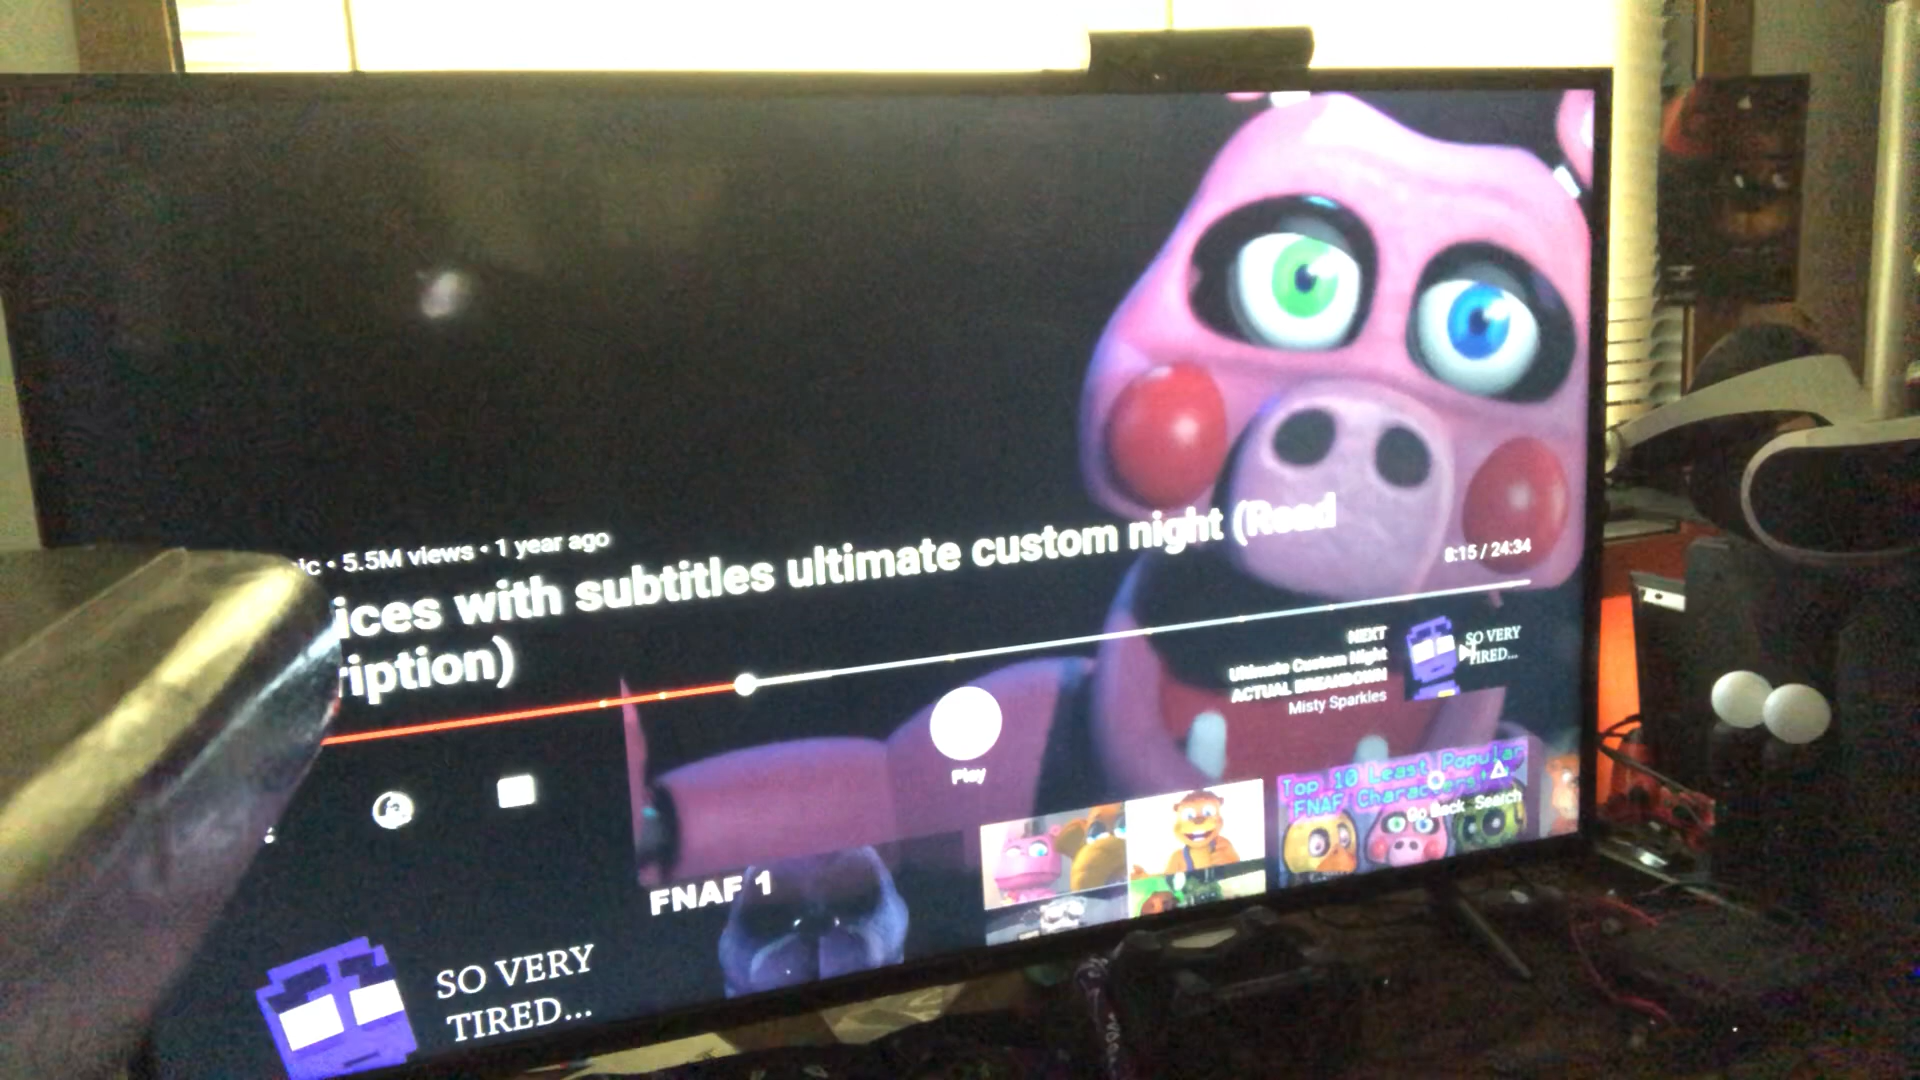 ic • 5.5M views • 1 year ago
ices with subtitles ultimate custom night (Read
ription)
8:15 / 24:34
NEXT
Ultimate Custom Night
ACTUAL BREAKDOWN
Misty Sparkles
SO VERY
TIRED...
Play
Top 10 Least Popular
FNAF Characters!
Go Back
Search
FNAF 1
SO VERY
TIRED...